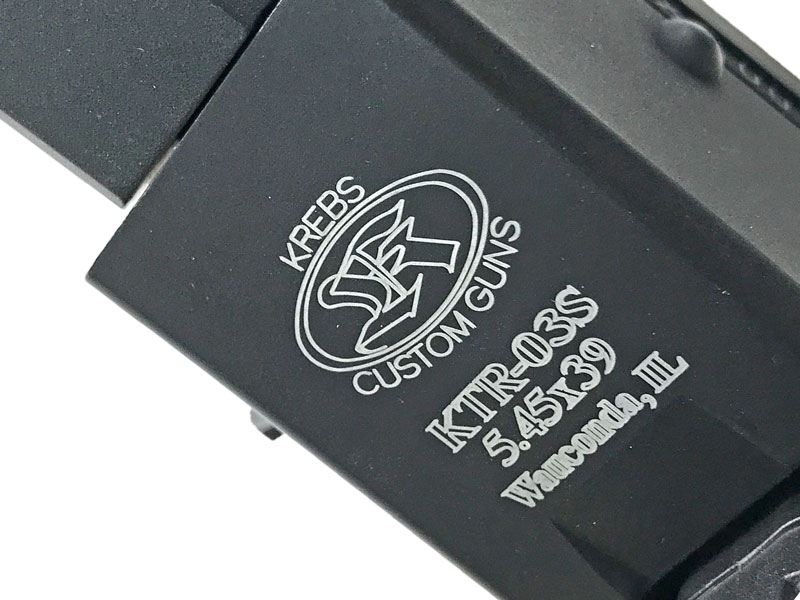 KREBS
CUSTOM GUNS
KTR-03S
5.45x39
Wauconda, IL